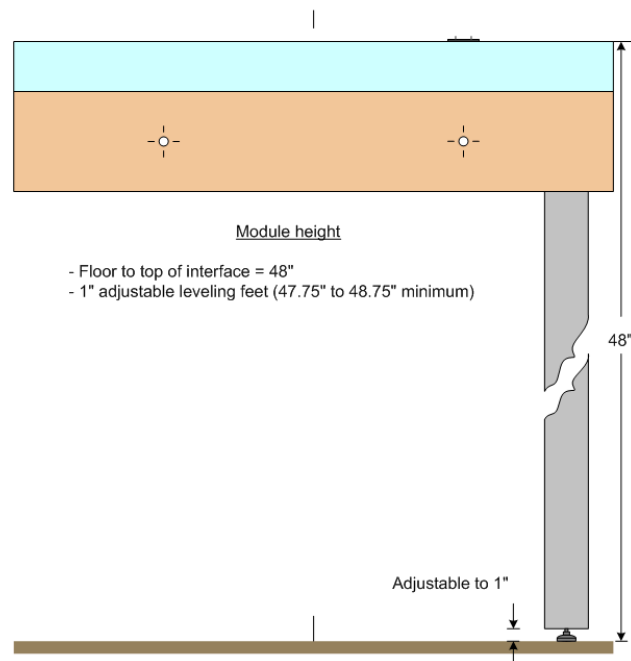 Module height
- Floor to top of interface = 48"
- 1" adjustable leveling feet (47.75" to 48.75" minimum)
48"
Adjustable to 1"